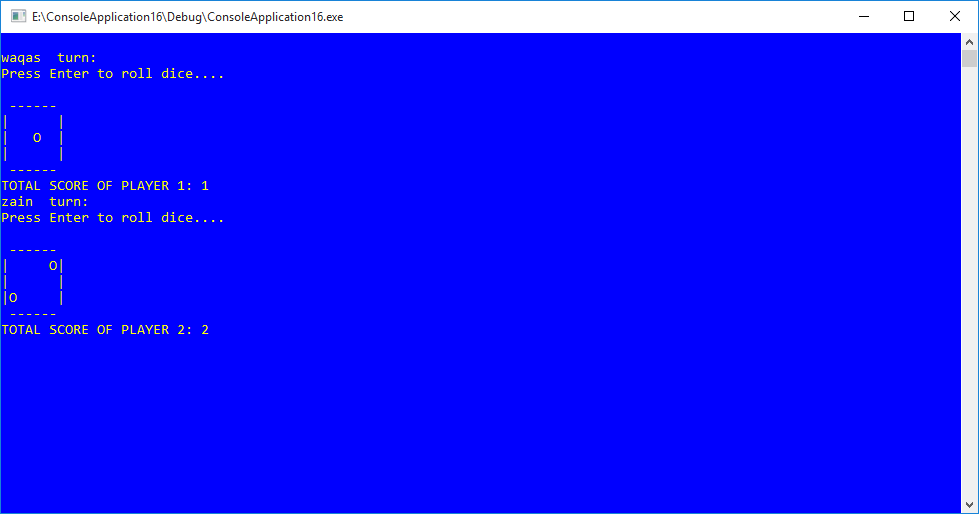 E:\ConsoleApplication16\Debug\ConsoleApplication16.exe
waqas  turn:
Press Enter to roll dice....
 ------
|      |
|   O  |
|      |
 ------
TOTAL SCORE OF PLAYER 1: 1
zain  turn:
Press Enter to roll dice....
 ------
|     O|
|      |
|O     |
 ------
TOTAL SCORE OF PLAYER 2: 2